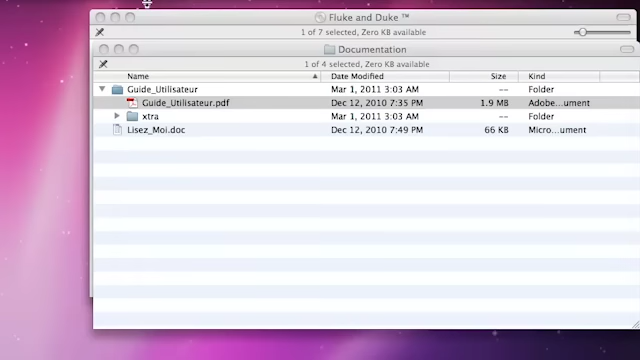 Fluke and Duke ™
1 of 7 selected, Zero KB available
Documentation
1 of 4 selected, Zero KB available
Name Date Modified Size Kind
Guide_Utilisateur Mar 1, 2011 3:03 AM -- Folder
Guide_Utilisateur.pdf Dec 12, 2010 7:35 PM 1.9 MB Adobe...ument
xtra Mar 1, 2011 3:03 AM -- Folder
Lisez_Moi.doc Dec 12, 2010 7:49 PM 66 KB Micro...ument